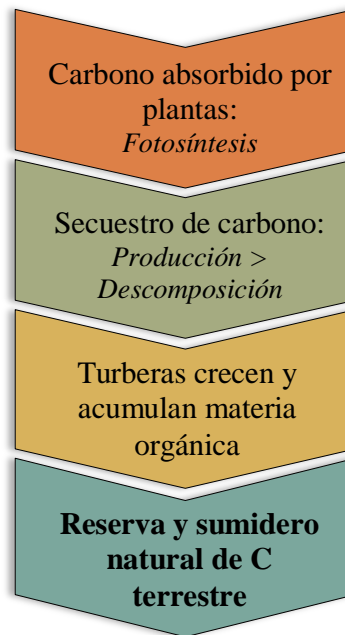 Carbono absorbido por
plantas:
Fotosíntesis
Secuestro de carbono:
Producción >
Descomposición
Turberas crecen y
acumulan materia
orgánica
Reserva y sumidero
natural de C
terrestre